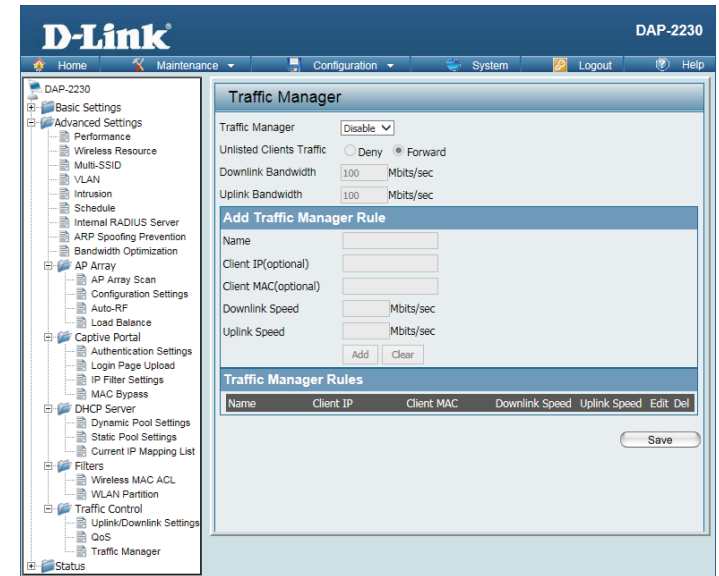 D-Link®
DAP-2230
Home
Maintenance
Configuration
System
Logout
Help
DAP-2230
Basic Settings
Advanced Settings
Performance
Wireless Resource
Multi-SSID
VLAN
Intrusion
Schedule
Internal RADIUS Server
ARP Spoofing Prevention
Bandwidth Optimization
AP Array
AP Array Scan
Configuration Settings
Auto-RF
Load Balance
Captive Portal
Authentication Settings
Login Page Upload
IP Filter Settings
MAC Bypass
DHCP Server
Dynamic Pool Settings
Static Pool Settings
Current IP Mapping List
Filters
Wireless MAC ACL
WLAN Partition
Traffic Control
Uplink/Downlink Settings
QoS
Traffic Manager
Status
Traffic Manager
Traffic Manager Disable
Unlisted Clients Traffic Deny Forward
Downlink Bandwidth 100 Mbits/sec
Uplink Bandwidth 100 Mbits/sec
Add Traffic Manager Rule
Name
Client IP(optional)
Client MAC(optional)
Downlink Speed Mbits/sec
Uplink Speed Mbits/sec
Add Clear
Traffic Manager Rules
Name Client IP Client MAC Downlink Speed Uplink Speed Edit Del
Save